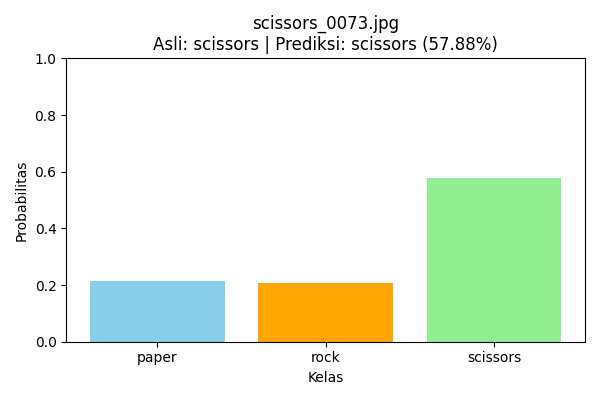 scissors_0073.jpg
Asli: scissors | Prediksi: scissors (57.88%)
1.0
0.8
0.6
0.4
0.2
0.0
Probabilitas
paper
rock
scissors
Kelas